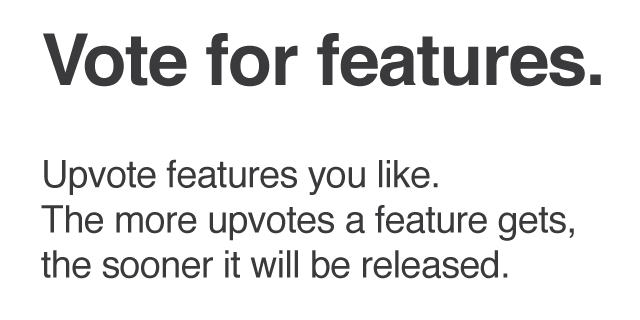 Vote for features.
Upvote features you like.
The more upvotes a feature gets,
the sooner it will be released.